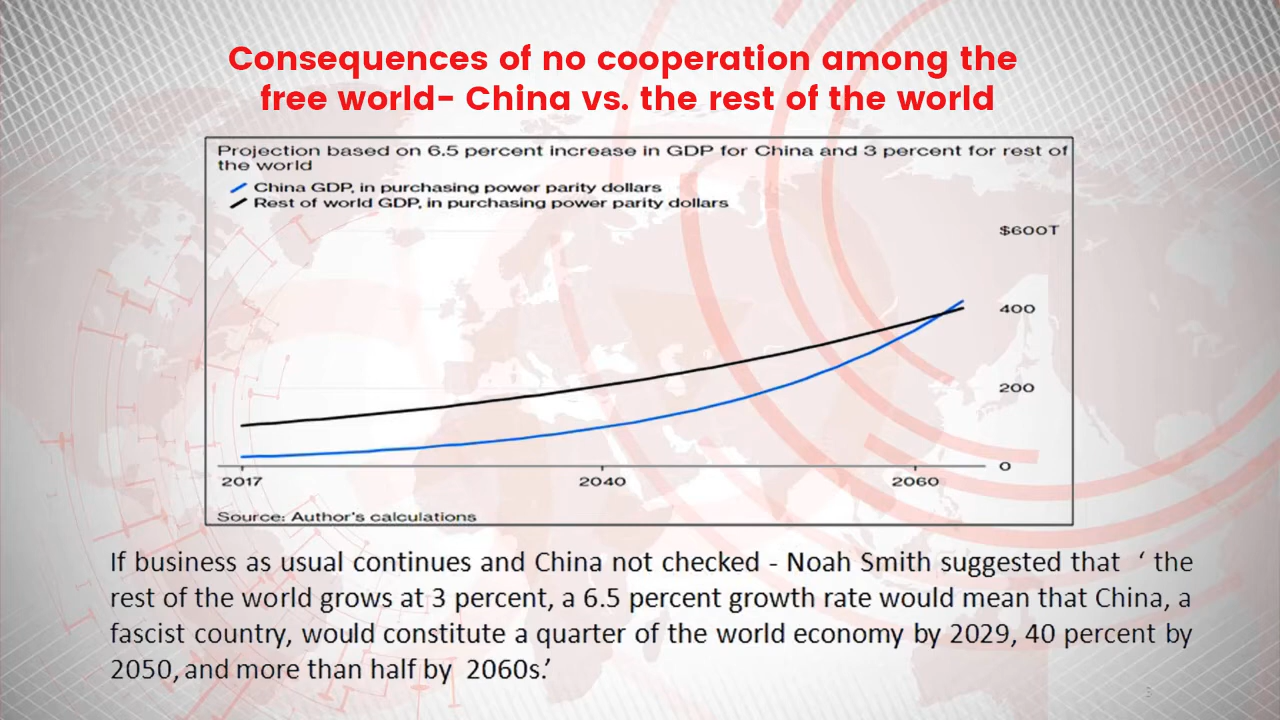 Consequences of no cooperation among the
free world- China vs. the rest of the world
Projection based on 6.5 percent increase in GDP for China and 3 percent for rest of
the world
China GDP, in purchasing power parity dollars
Rest of world GDP, in purchasing power parity dollars
$600T
400
200
0
2017 2040 2060
Source: Author's calculations
If business as usual continues and China not checked - Noah Smith suggested that ‘ the
rest of the world grows at 3 percent, a 6.5 percent growth rate would mean that China, a
fascist country, would constitute a quarter of the world economy by 2029, 40 percent by
2050, and more than half by 2060s.’
3